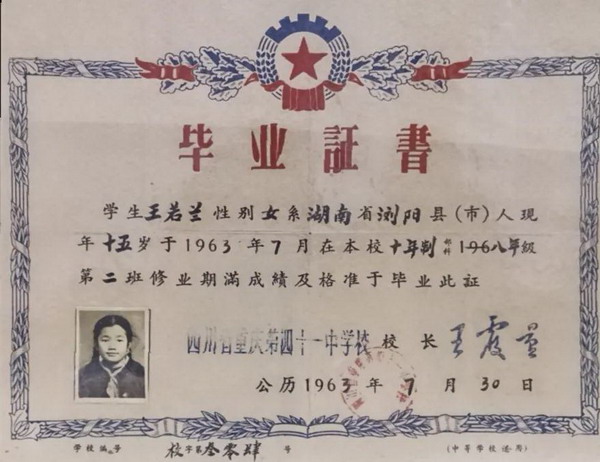 毕业証書
学生王若兰性别女系湖南省浏阳县(市)人现
年十五岁于1963年7月在本校十年制 1968年级
第二班修业期滿成績及格准于毕业此証
四川省重庆第四十一中学校 校长 王霞量
公历1963年7月30日
学校编号 校字第叁零肆号 (中等学校适用)